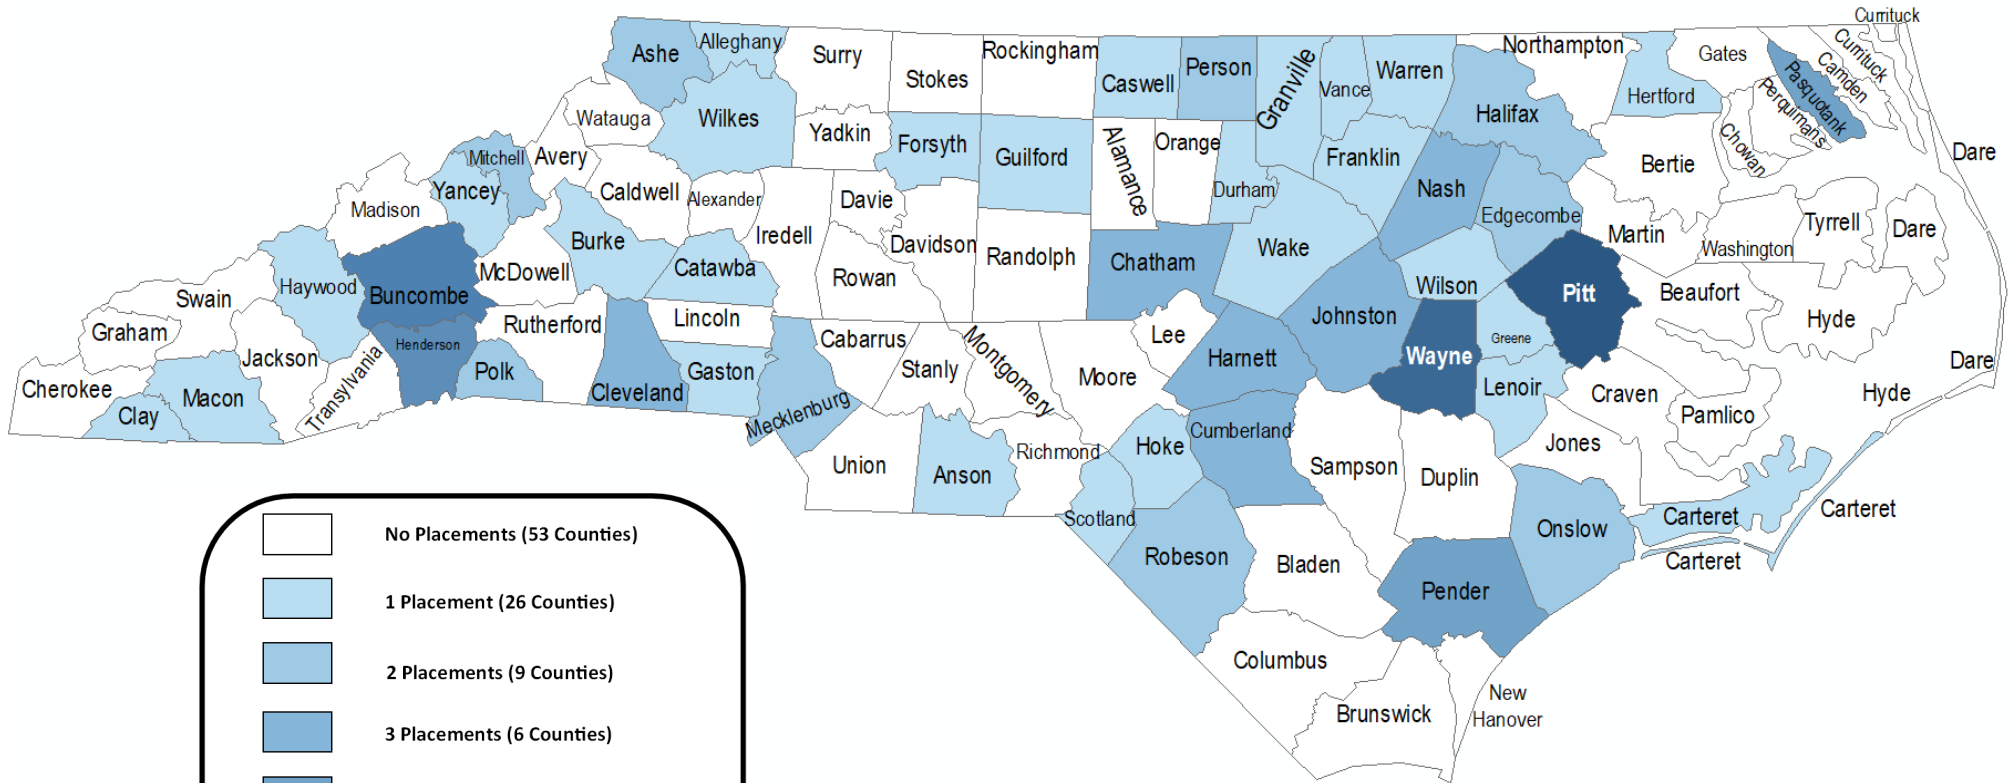 Currituck
Ashe
Alleghany
Surry
Stokes
Rockingham
Caswell
Person
Granville
Vance
Warren
Northampton
Gates
Currituck
Camden
Pasquotank
Perquimans
Chowan
Hertford
Halifax
Watauga
Wilkes
Yadkin
Forsyth
Guilford
Alamance
Orange
Durham
Franklin
Nash
Edgecombe
Bertie
Dare
Mitchell
Avery
Yancey
Caldwell
Alexander
Davie
Madison
Burke
Iredell
Davidson
Randolph
Chatham
Wake
Wilson
Martin
Washington
Tyrrell
Dare
Haywood
Buncombe
McDowell
Catawba
Rowan
Swain
Graham
Jackson
Henderson
Rutherford
Lincoln
Cabarrus
Stanly
Montgomery
Moore
Lee
Harnett
Johnston
Wayne
Greene
Pitt
Beaufort
Hyde
Dare
Cherokee
Clay
Macon
Transylvania
Polk
Cleveland
Gaston
Mecklenburg
Lenoir
Craven
Pamlico
Hyde
Union
Anson
Richmond
Hoke
Cumberland
Sampson
Duplin
Jones
Scotland
Robeson
Bladen
Pender
Onslow
Carteret
Carteret
Carteret
Columbus
Brunswick
New
Hanover
No Placements (53 Counties)
1 Placement (26 Counties)
2 Placements (9 Counties)
3 Placements (6 Counties)